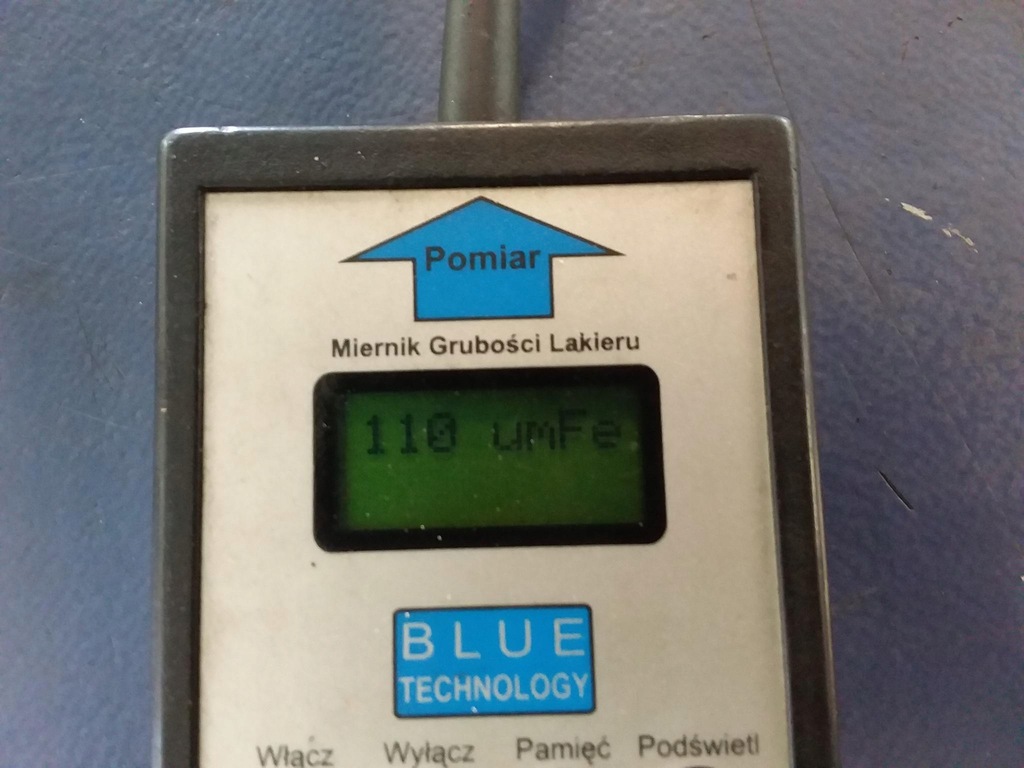 Pomiar
Miernik Grubości Lakieru
110 umFe
BLUE
TECHNOLOGY
Włącz Wyłącz Pamięć Podświetl